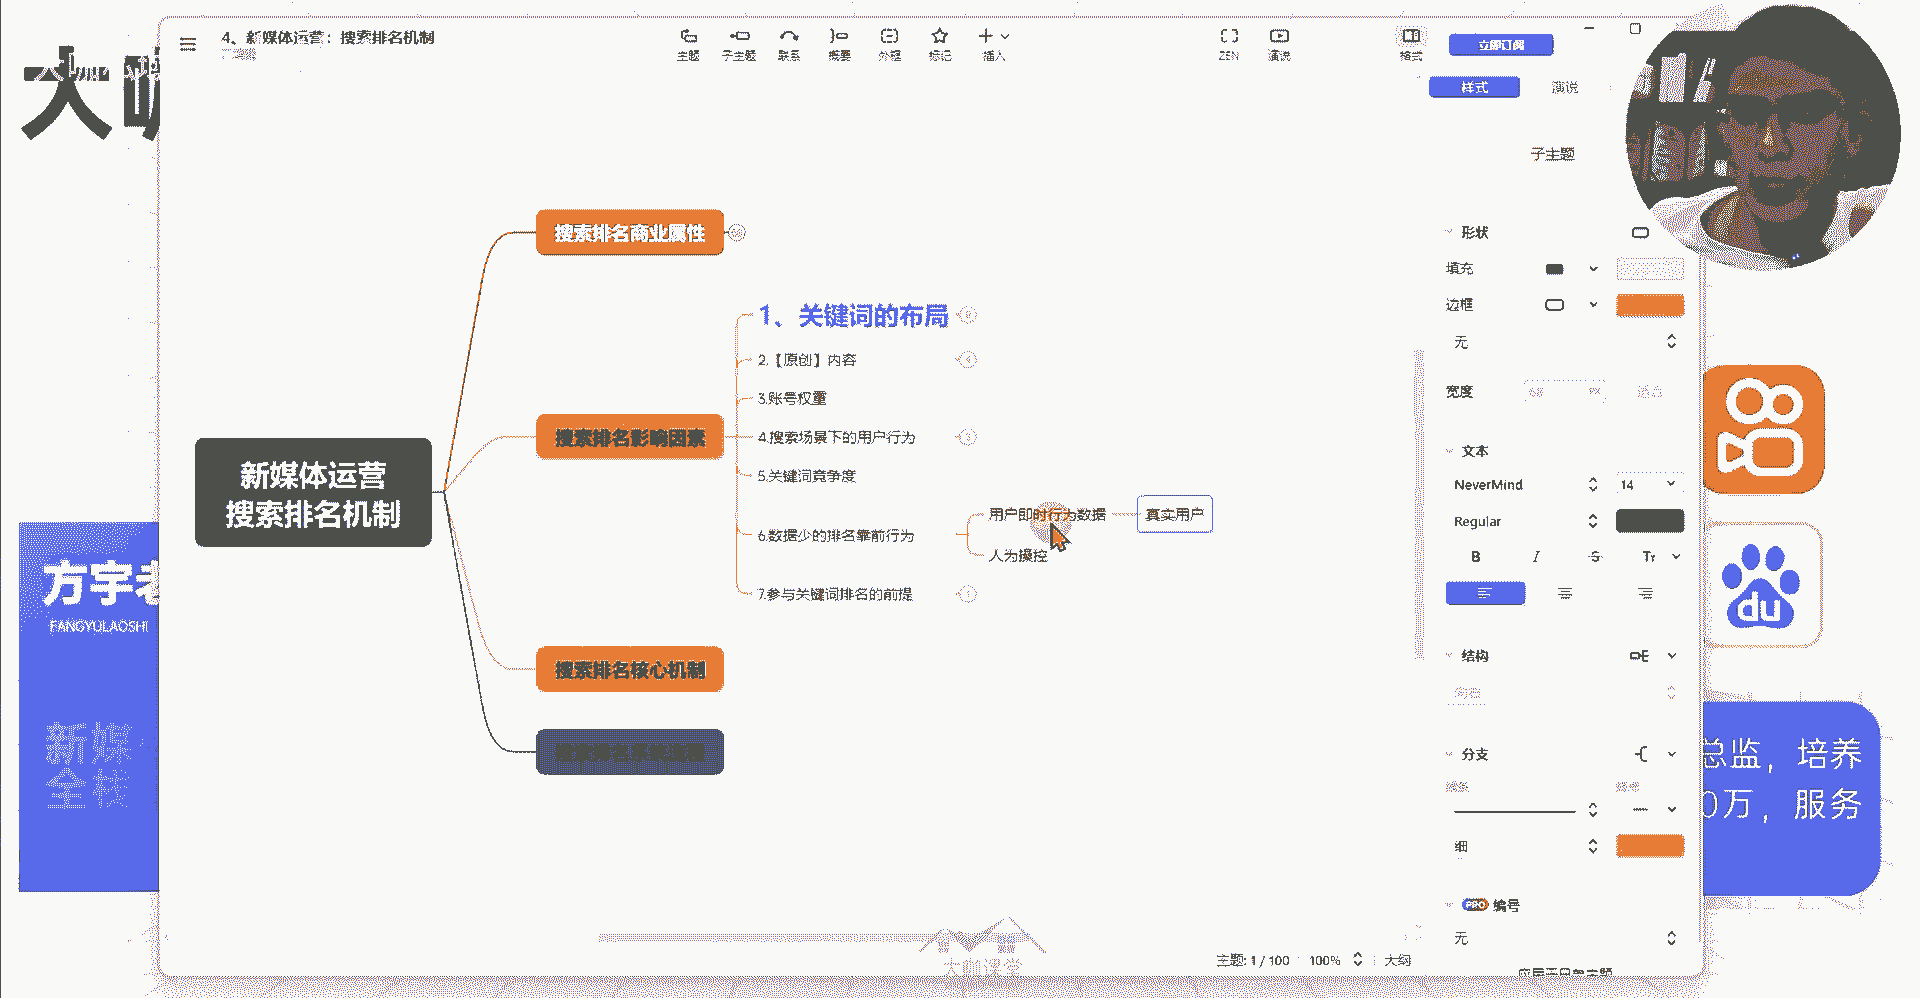 4、新媒体运营：搜索排名机制
主题
子主题
联系
概要
外框
标记
插入
ZEN
演说
格式
立即订阅
样式
演说
子主题
大咖
搜索排名商业属性
1、关键词的布局
2.【原创】内容
3.账号权重
搜索排名影响因素
4.搜索场景下的用户行为
5.关键词竞争度
新媒体运营
搜索排名机制
用户即时行为数据
真实用户
6.数据少的排名靠前行为
人为操控
7.参与关键词排名的前提
搜索排名核心机制
形状
填充
边框
无
宽度
文本
NeverMind
14
Regular
B
I
S
Tт
结构
分支
细
PRO 编号
无
方宇老
FANGYULAOSHI
新媒
全栈
du
总监，培养
0万，服务
大咖课堂
主题: 1 / 100
100%
大纲